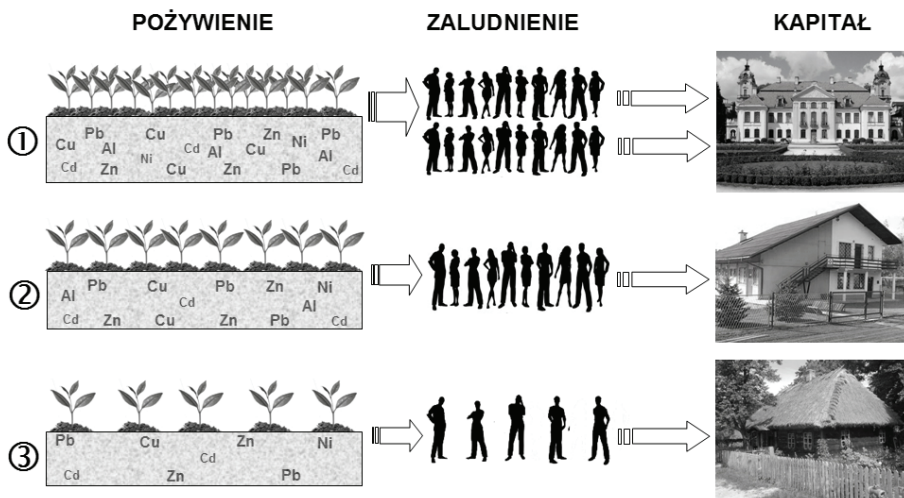 POŻYWIENIE ZALUDNIENIE KAPITAŁ
①
Pb Cu Pb Zn Pb
Cu Al Ni Cd Al Cu Ni Al
Cd Zn Cu Zn Pb Cd
②
Pb Cu Pb Zn Ni
Al Cd Al
Cd Zn Cu Zn Pb Cd
③
Pb Cu Zn Ni
Cd
Cd Zn Pb